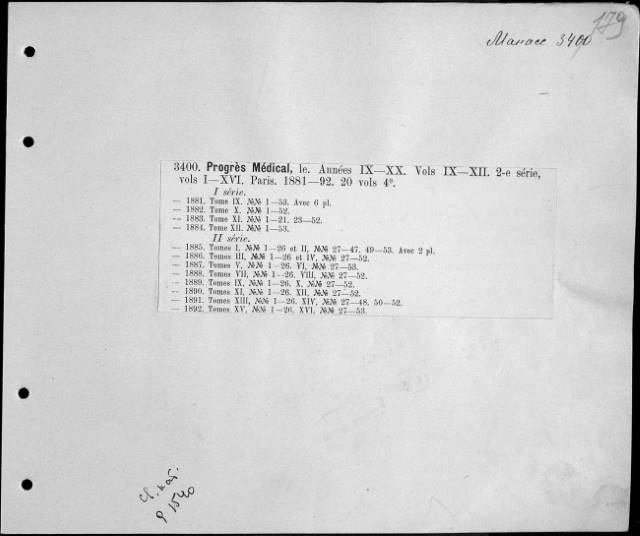 179
Манасе 3400
3400. Progrès Médical, le. Années IX—XX. Vols IX—XII. 2-e série,
vols I—XVI. Paris. 1881—92. 20 vols 4°.
I série.
— 1881. Tome IX. №№ 1—53. Avec 6 pl.
— 1882. Tome X. №№ 1—52.
— 1883. Tome XI. №№ 1—21. 23—52.
— 1884. Tome XII. №№ 1—53.
II série.
— 1885. Tomes I, №№ 1—26 et II, №№ 27—47. 49—53. Avec 2 pl.
— 1886. Tomes III, №№ 1—26 et IV, №№ 27—52.
— 1887. Tomes V, №№ 1—26. VI, №№ 27—53.
— 1888. Tomes VII, №№ 1—26. VIII, №№ 27—52.
— 1889. Tomes IX, №№ 1—26. X, №№ 27—52.
— 1890. Tomes XI, №№ 1—26. XII, №№ 27—52.
— 1891. Tomes XIII, №№ 1—26. XIV, №№ 27—48. 50—52.
— 1892. Tomes XV, №№ 1—26. XVI, №№ 27—53.
1540